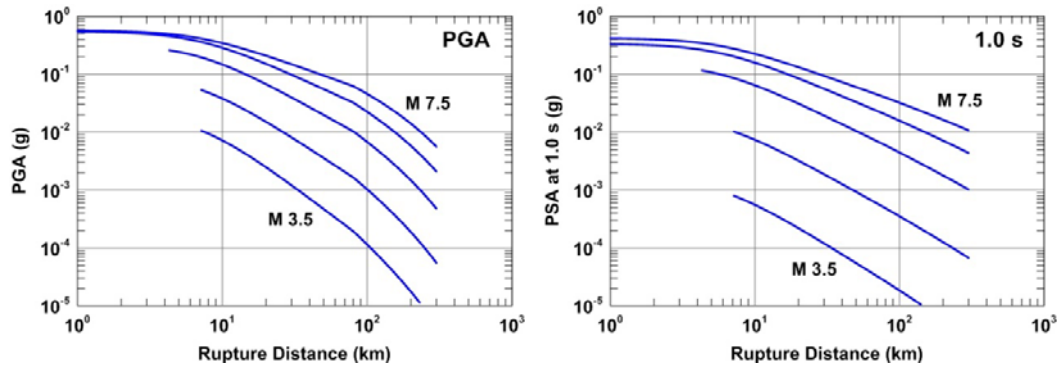 PGA
M 7.5
M 3.5
PGA (g)
10⁰
10⁻¹
10⁻²
10⁻³
10⁻⁴
10⁻⁵
10⁰
10¹
10²
10³
Rupture Distance (km)
1.0 s
M 7.5
M 3.5
PSA at 1.0 s (g)
10⁰
10⁻¹
10⁻²
10⁻³
10⁻⁴
10⁻⁵
10⁰
10¹
10²
10³
Rupture Distance (km)